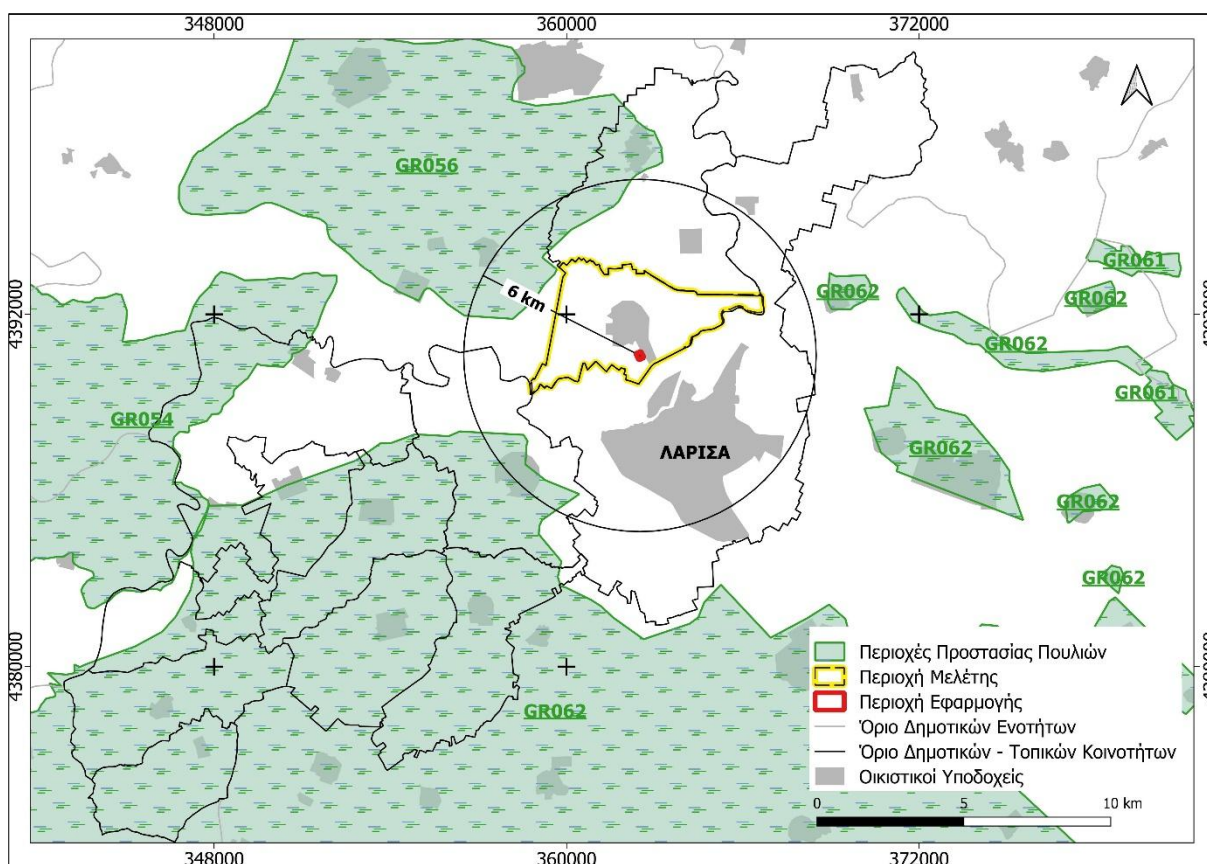 348000
360000
372000
GR056
GR061
GR062
GR062
6 km
4392000
4392000
GR062
GR061
GR054
GR062
ΛΑΡΙΣΑ
GR062
GR062
4380000
4380000
GR062
Περιοχές Προστασίας Πουλιών
Περιοχή Μελέτης
Περιοχή Εφαρμογής
Όριο Δημοτικών Ενοτήτων
Όριο Δημοτικών - Τοπικών Κοινοτήτων
Οικιστικοί Υποδοχείς
0
5
10 km
348000
360000
372000